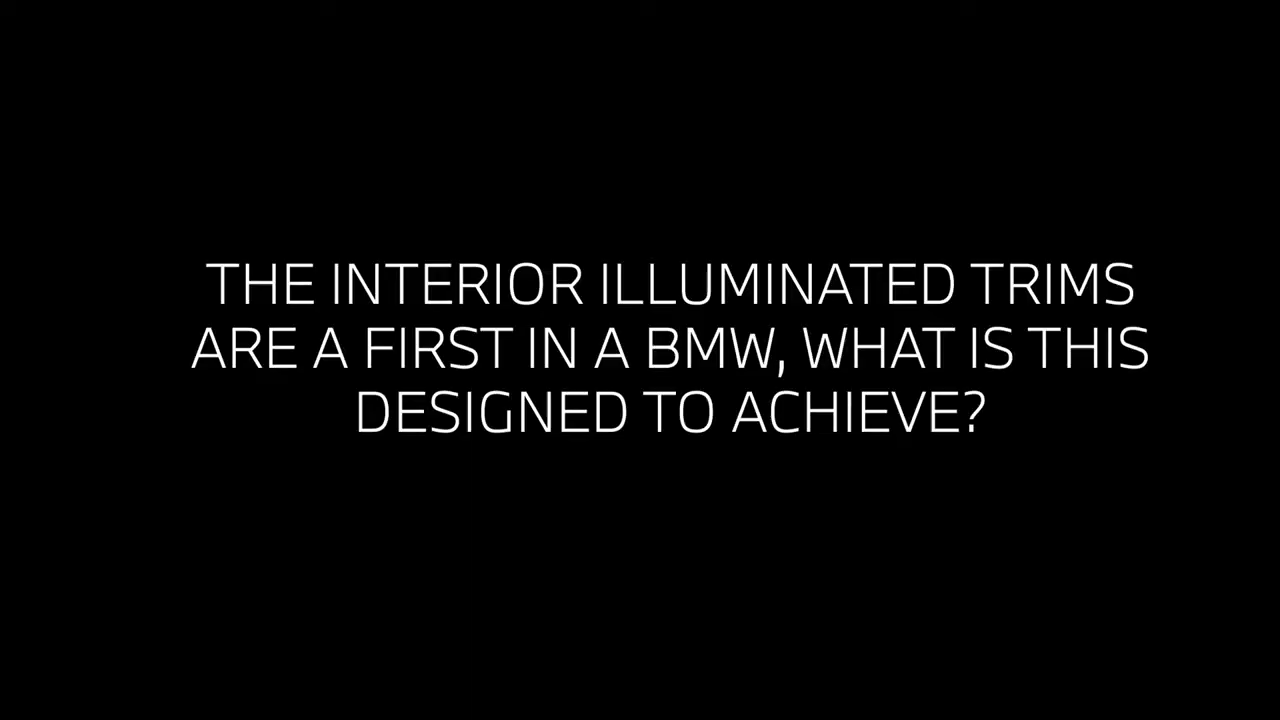 THE INTERIOR ILLUMINATED TRIMS
ARE A FIRST IN A BMW, WHAT IS THIS
DESIGNED TO ACHIEVE?